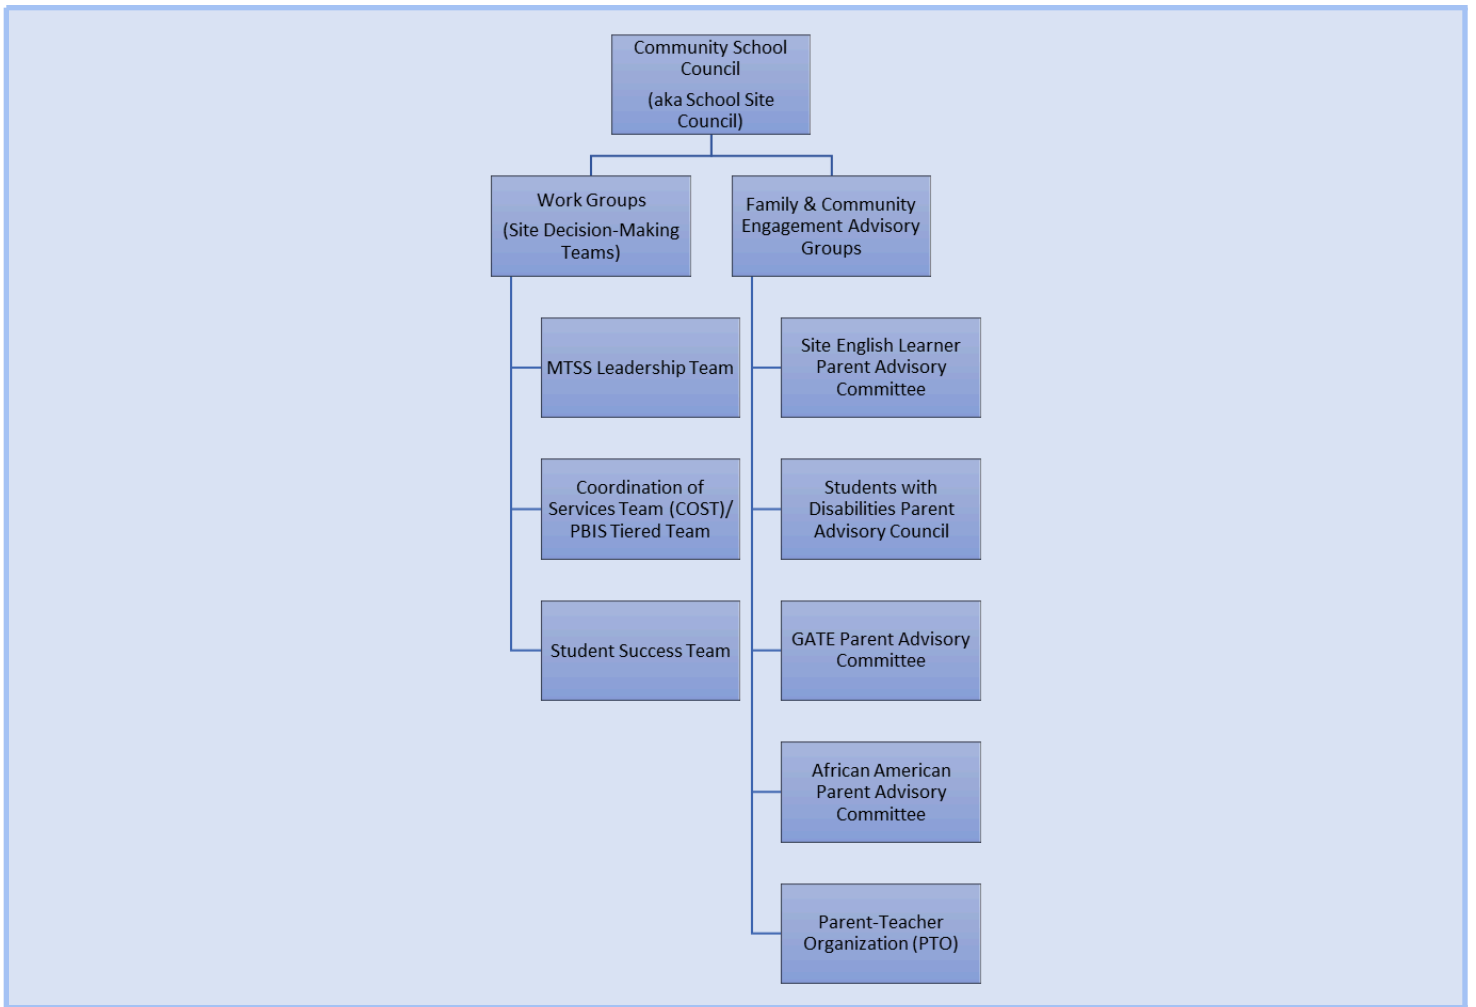 Community School
Council
(aka School Site
Council)
Work Groups
(Site Decision-Making
Teams)
Family & Community
Engagement Advisory
Groups
MTSS Leadership Team
Coordination of
Services Team (COST)/
PBIS Tiered Team
Student Success Team
Site English Learner
Parent Advisory
Committee
Students with
Disabilities Parent
Advisory Council
GATE Parent Advisory
Committee
African American
Parent Advisory
Committee
Parent-Teacher
Organization (PTO)